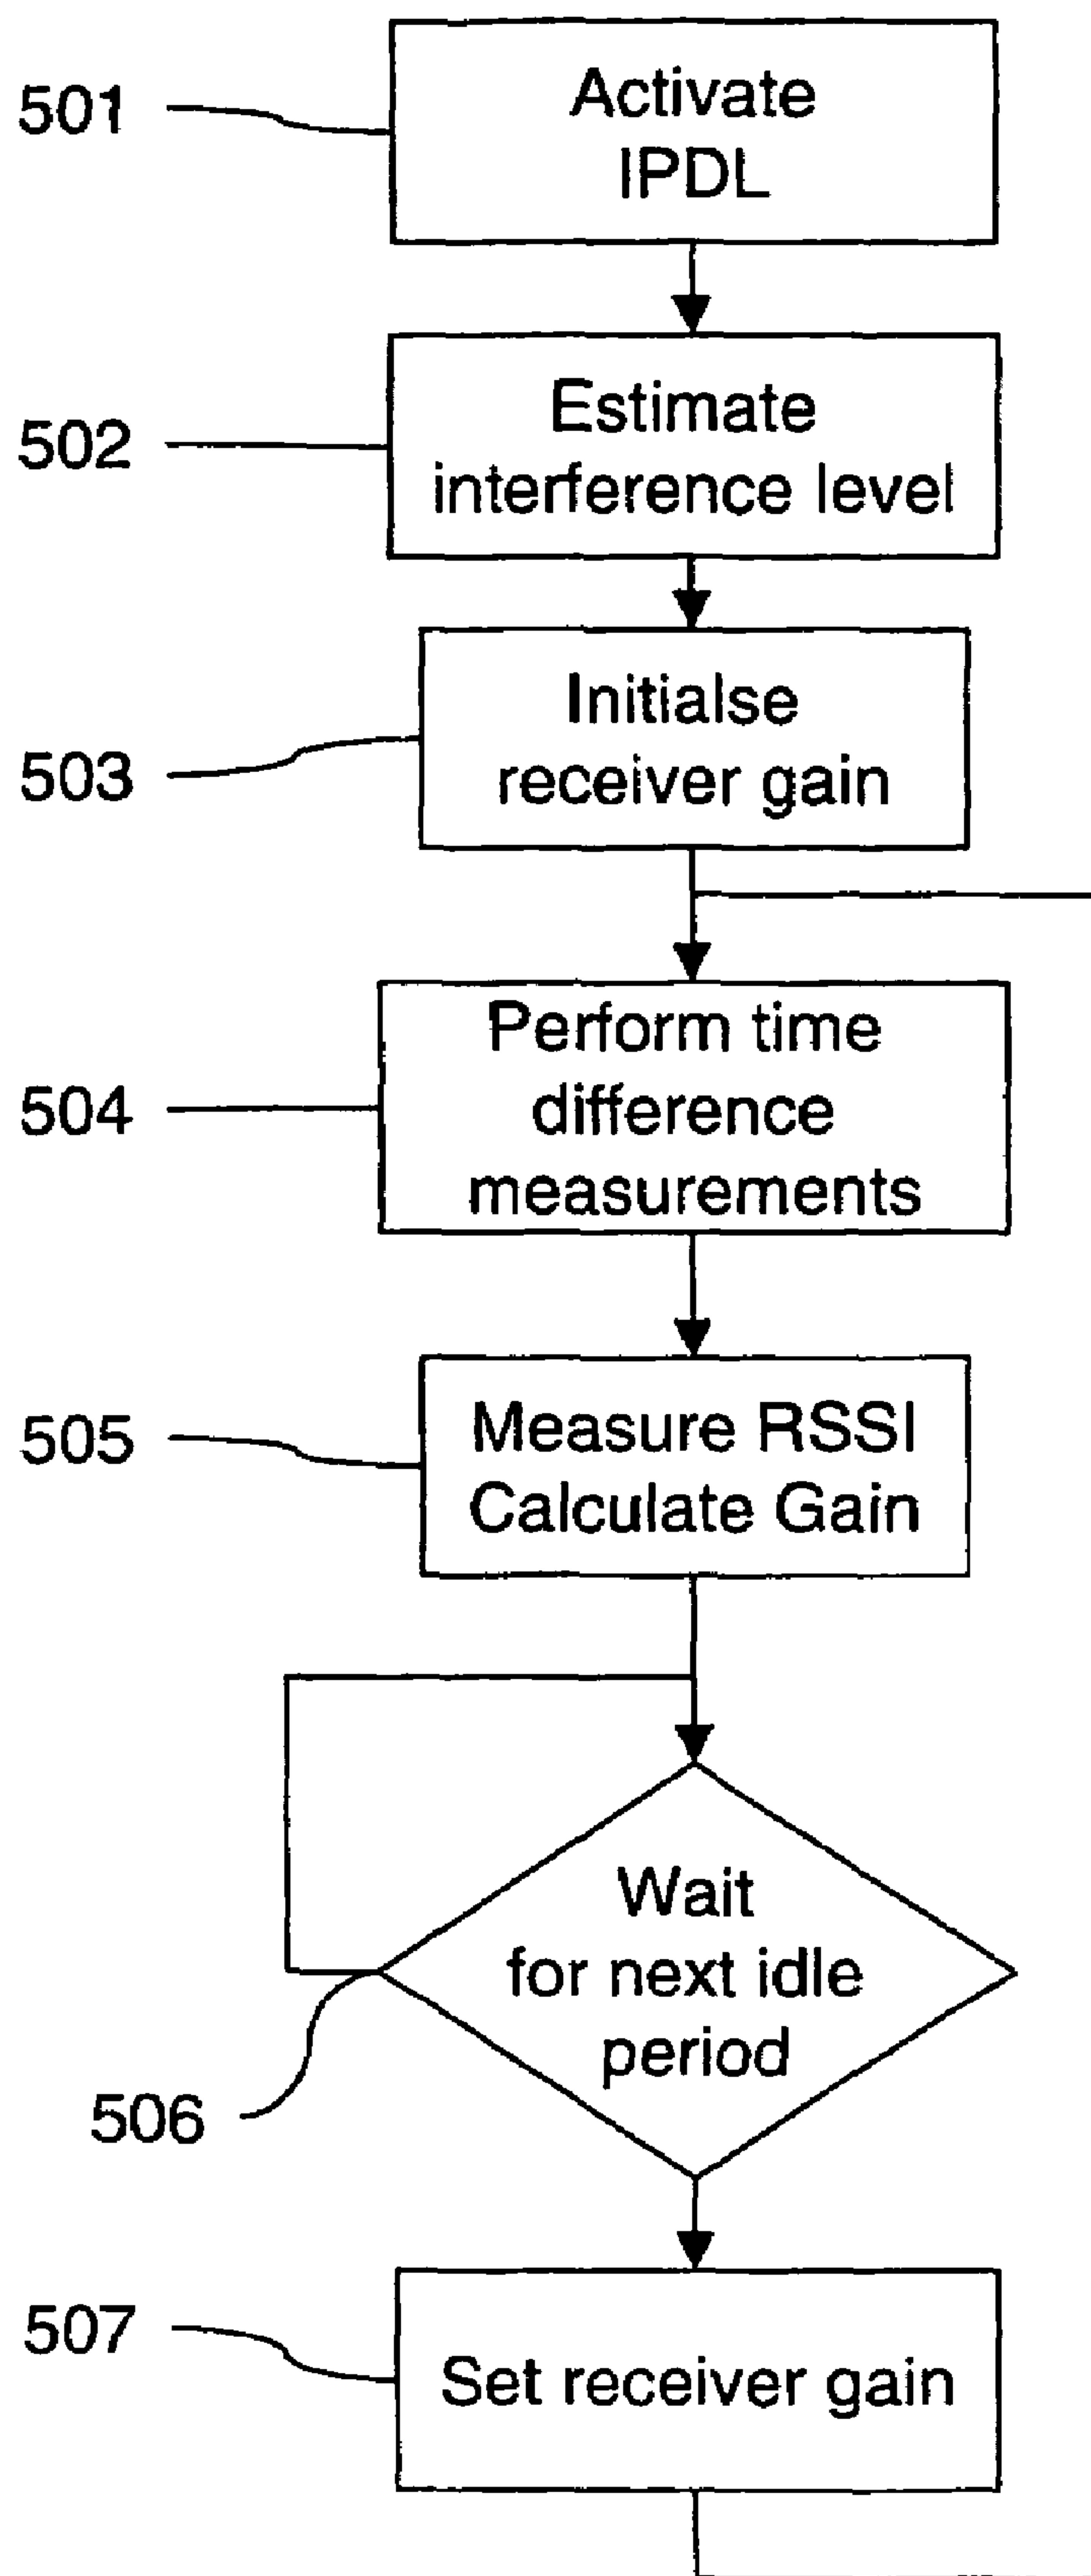 501
Activate
IPDL
502
Estimate
interference level
503
Initialse
receiver gain
504
Perform time
difference
measurements
505
Measure RSSI
Calculate Gain
506
Wait
for next idle
period
507
Set receiver gain